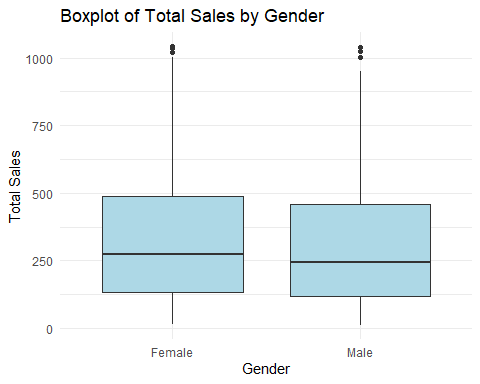 Boxplot of Total Sales by Gender
Total Sales
1000
750
500
250
0
Female Male
Gender